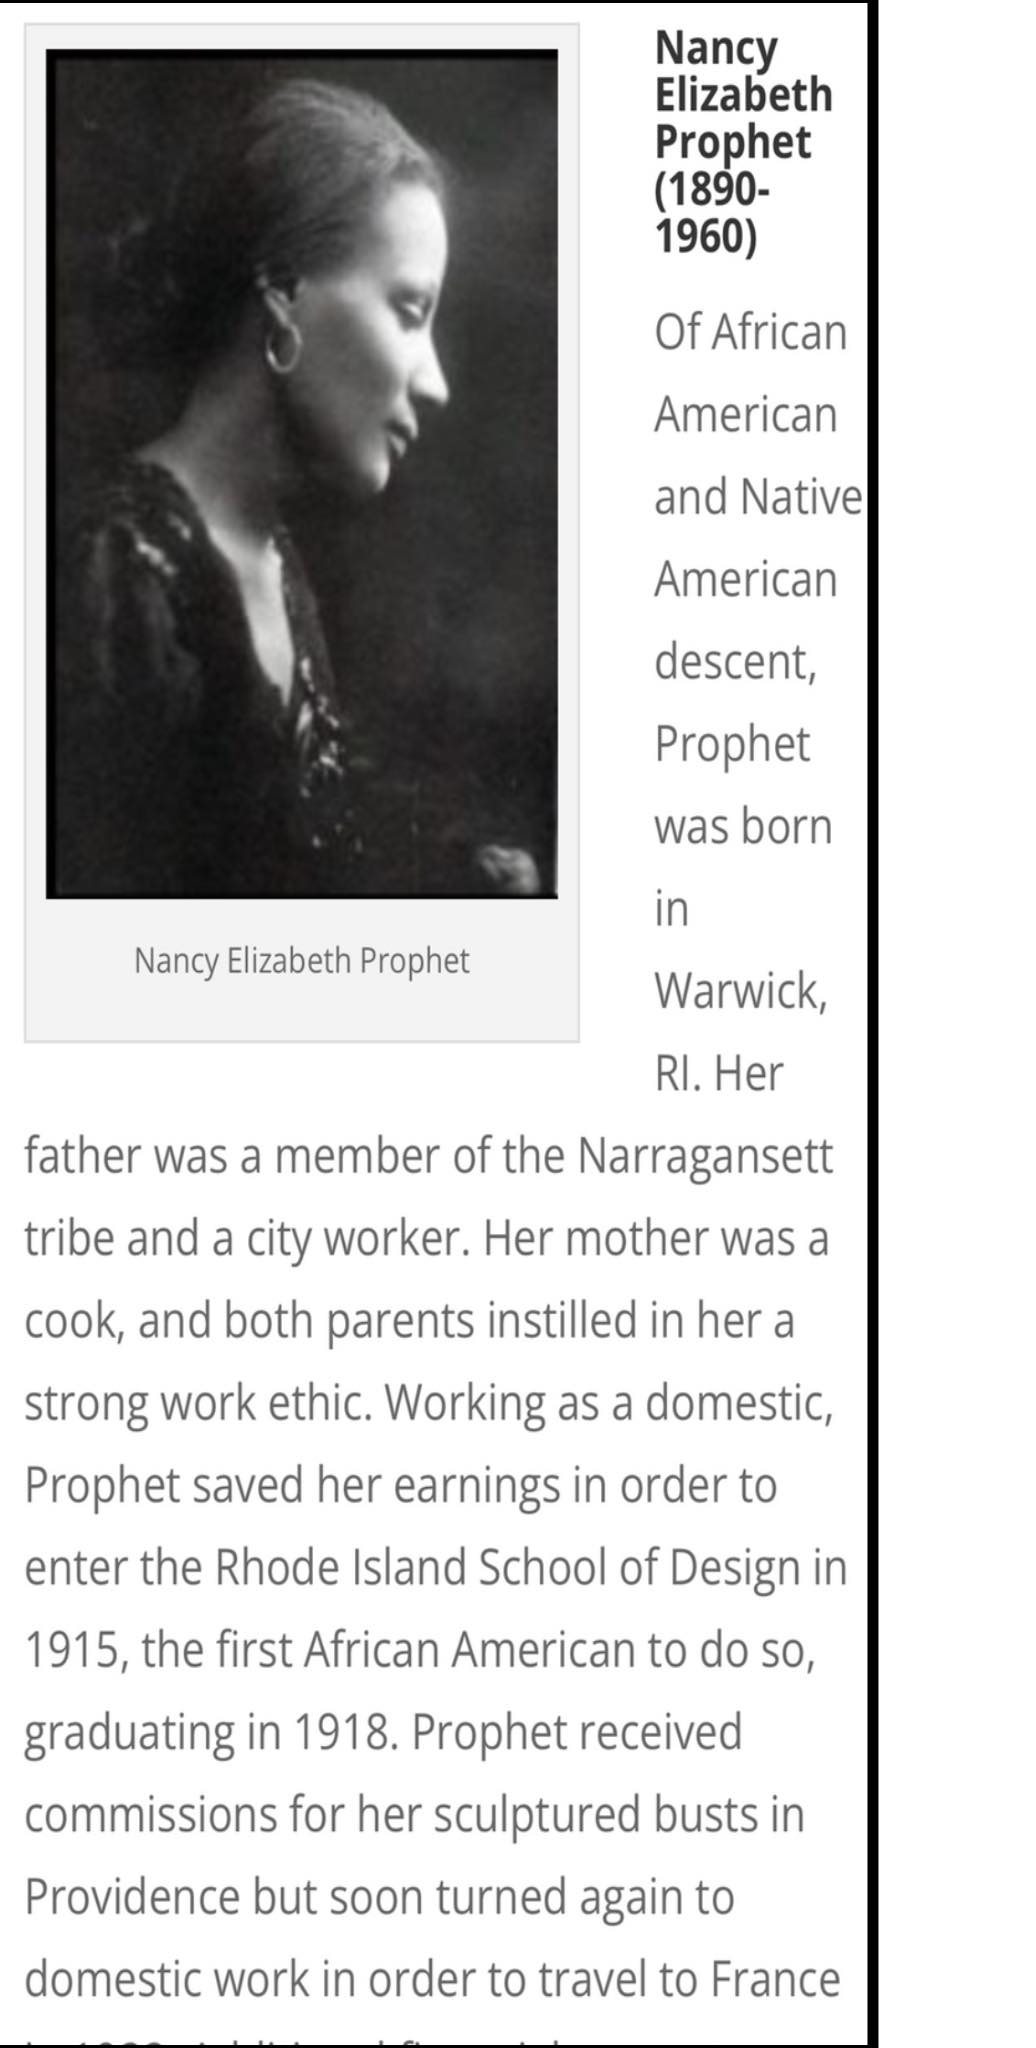 Nancy
Elizabeth
Prophet
(1890-
1960)
Of African
American
and Native
American
descent,
Prophet
was born
in
Warwick,
RI. Her
Nancy Elizabeth Prophet
father was a member of the Narragansett
tribe and a city worker. Her mother was a
cook, and both parents instilled in her a
strong work ethic. Working as a domestic,
Prophet saved her earnings in order to
enter the Rhode Island School of Design in
1915, the first African American to do so,
graduating in 1918. Prophet received
commissions for her sculptured busts in
Providence but soon turned again to
domestic work in order to travel to France